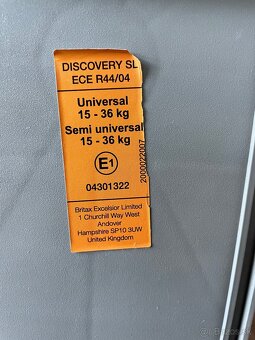 DISCOVERY SL
ECE R44/04
Universal
15 - 36 kg
Semi universal
15 - 36 kg
E1
04301322
2000022007
Britax Excelsior Limited
1 Churchill Way West
Andover
Hampshire SP10 3UW
United Kingdom